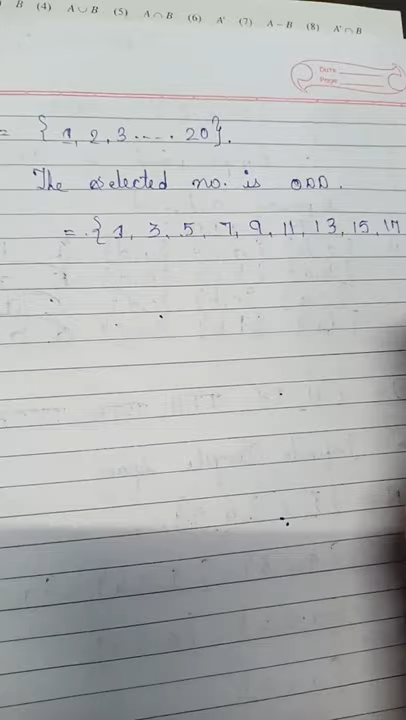 B (4) A ∪ B (5) A ∩ B (6) A' (7) A – B (8) A' ∩ B
Date
Page
= { 1, 2, 3 ..... 20}.
The selected no. is ODD.
= { 1, 3, 5, 7, 9, 11, 13, 15, 17